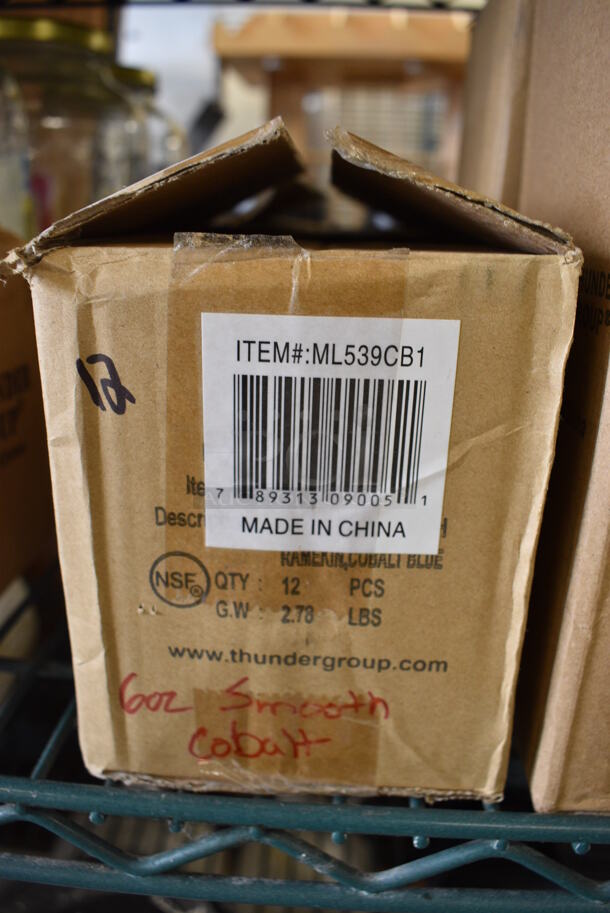 12
ITEM#:ML539CB1
7 89313 09005 1
MADE IN CHINA
RAMEKIN,COBALT BLUE
NSF
QTY : 12 PCS
G.W : 2.78 LBS
www.thundergroup.com
6oz Smooth
Cobalt